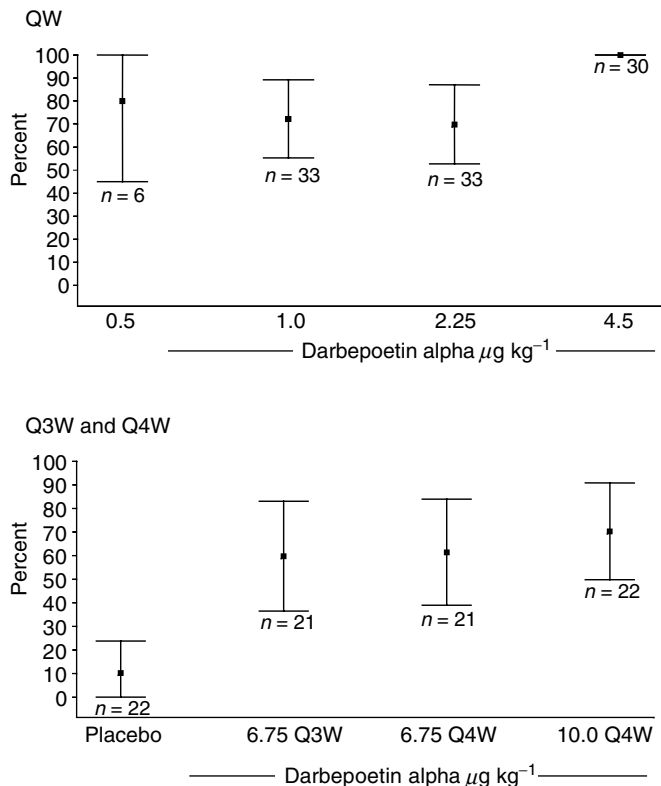 QW
100
90
80
70
60
50
40
30
20
10
0
Percent
n = 6
n = 33
n = 33
n = 30
0.5 1.0 2.25 4.5
Darbepoetin alpha μg kg⁻¹
Q3W and Q4W
100
90
80
70
60
50
40
30
20
10
0
Percent
n = 22
n = 21
n = 21
n = 22
Placebo 6.75 Q3W 6.75 Q4W 10.0 Q4W
Darbepoetin alpha μg kg⁻¹